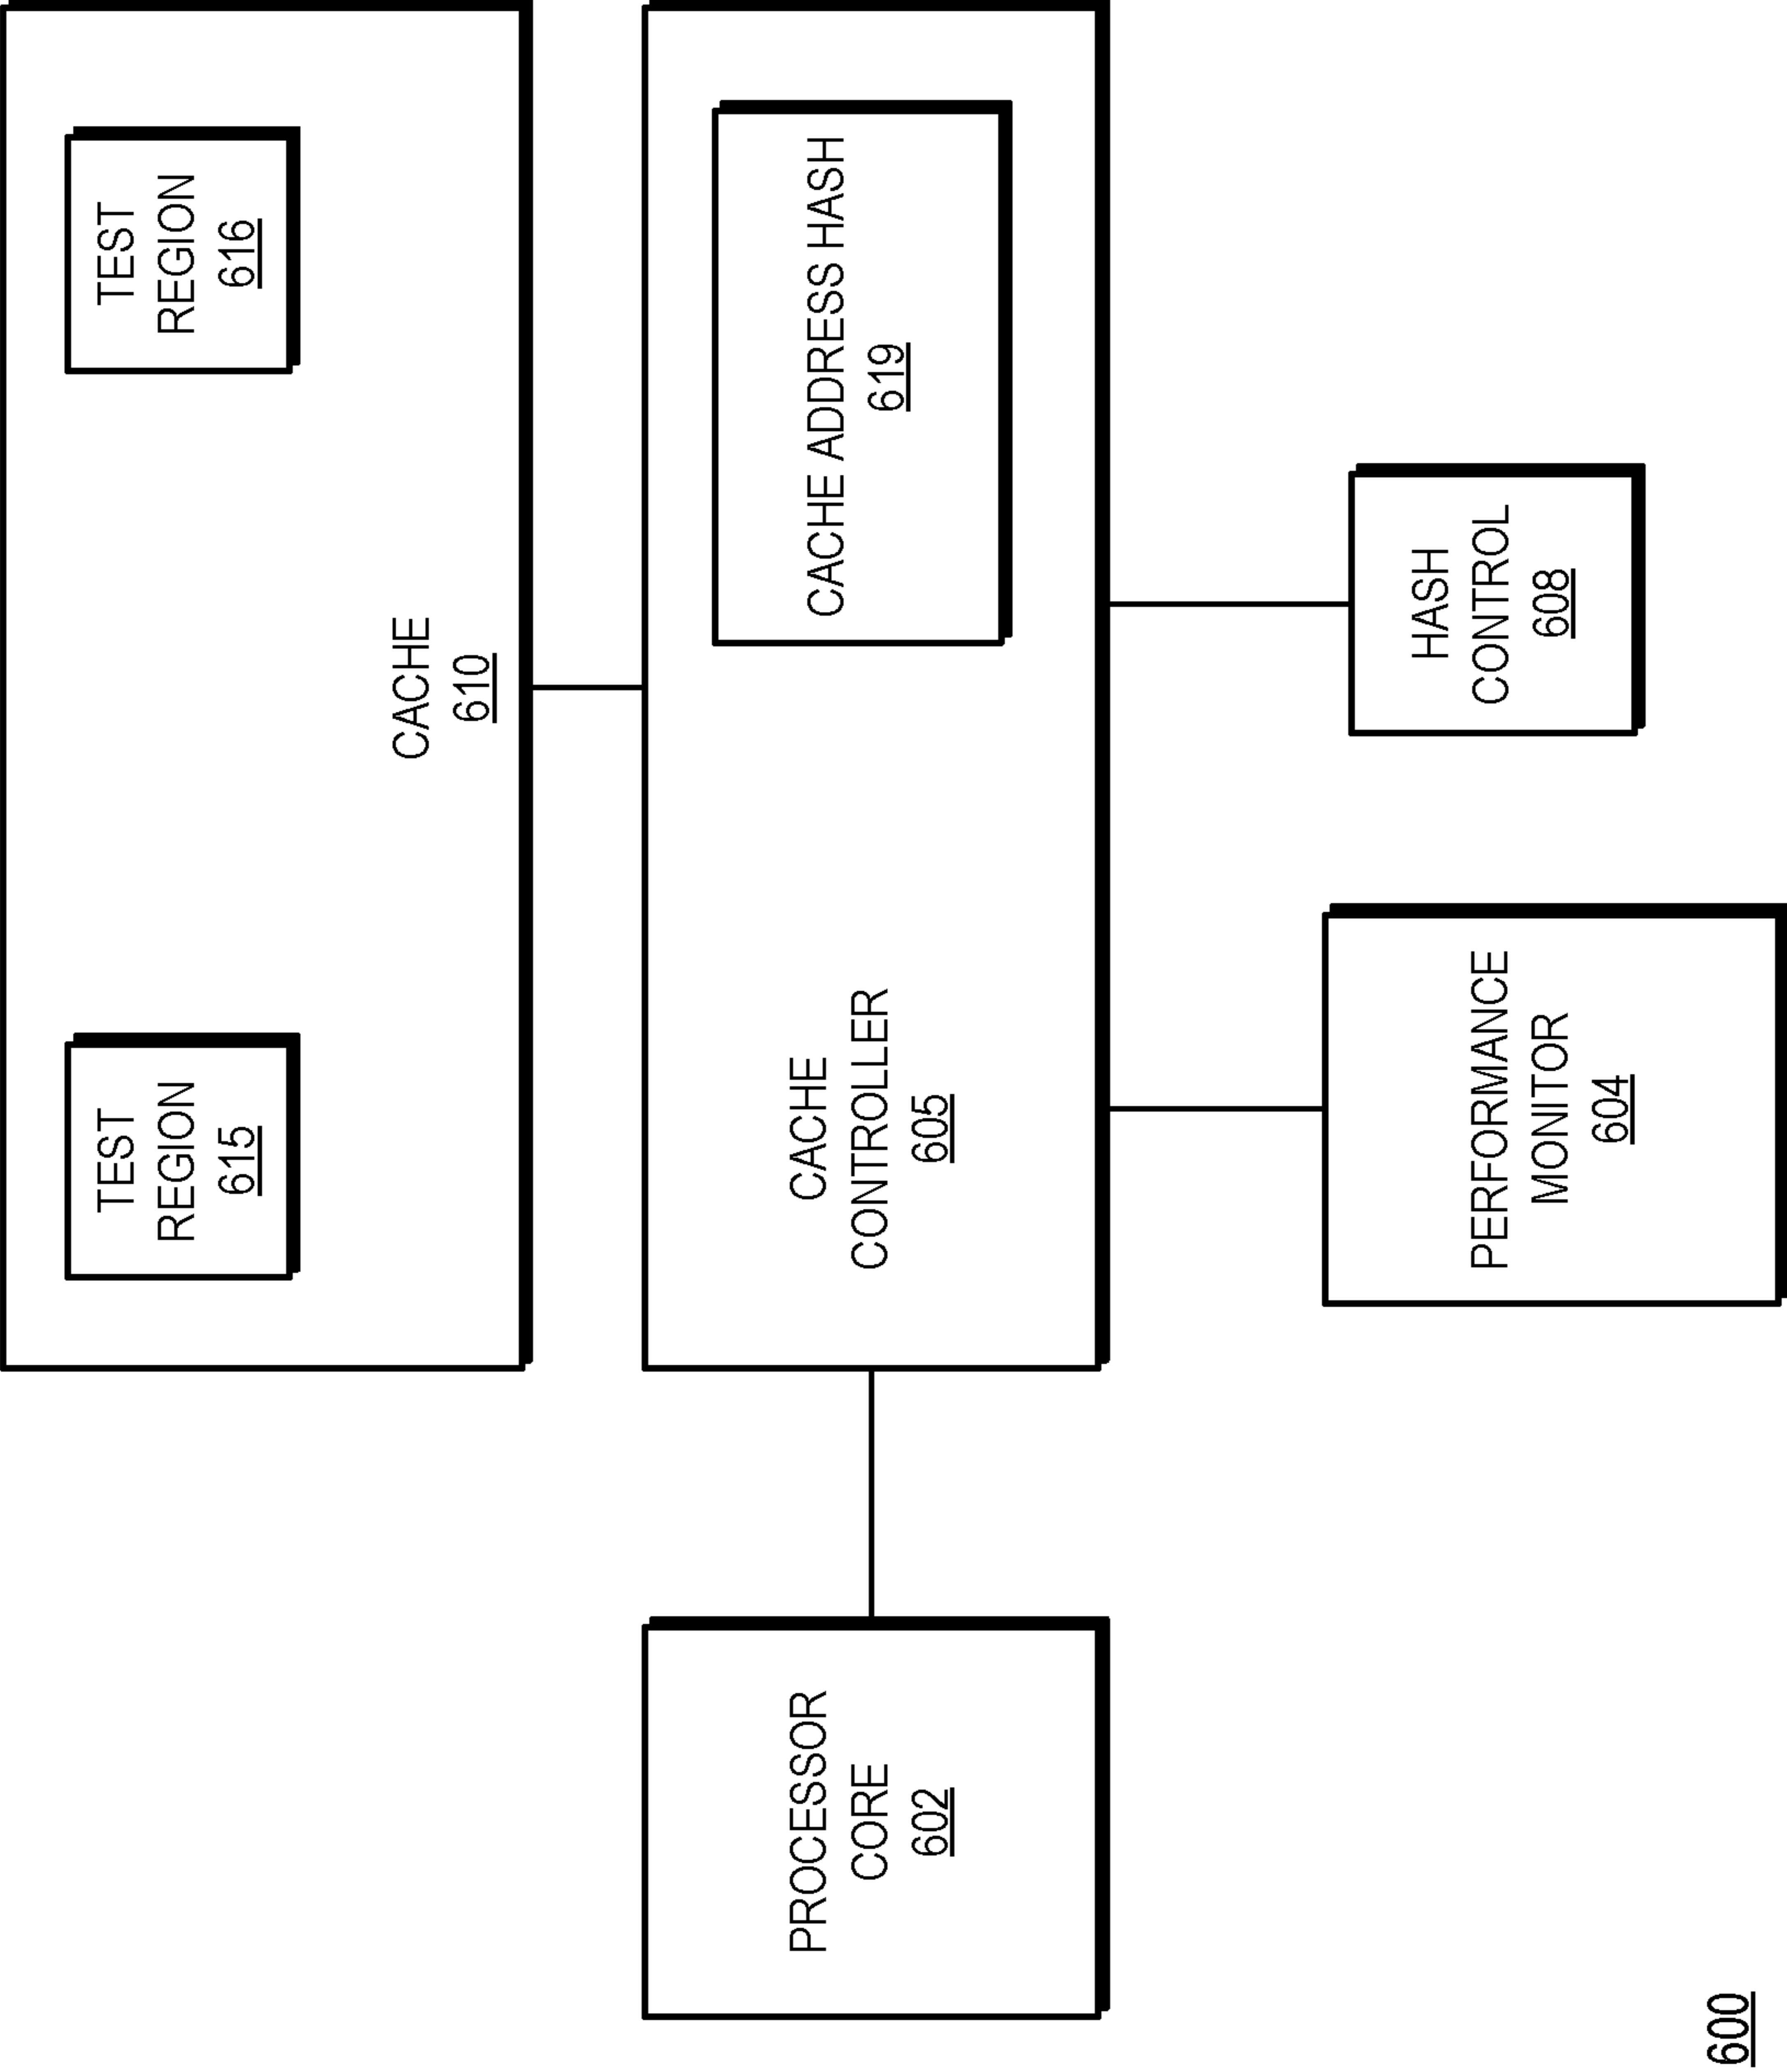 TEST
REGION
615
TEST
REGION
616
CACHE
610
PROCESSOR
CORE
602
CACHE
CONTROLLER
605
CACHE ADDRESS HASH
619
PERFORMANCE
MONITOR
604
HASH
CONTROL
608
600